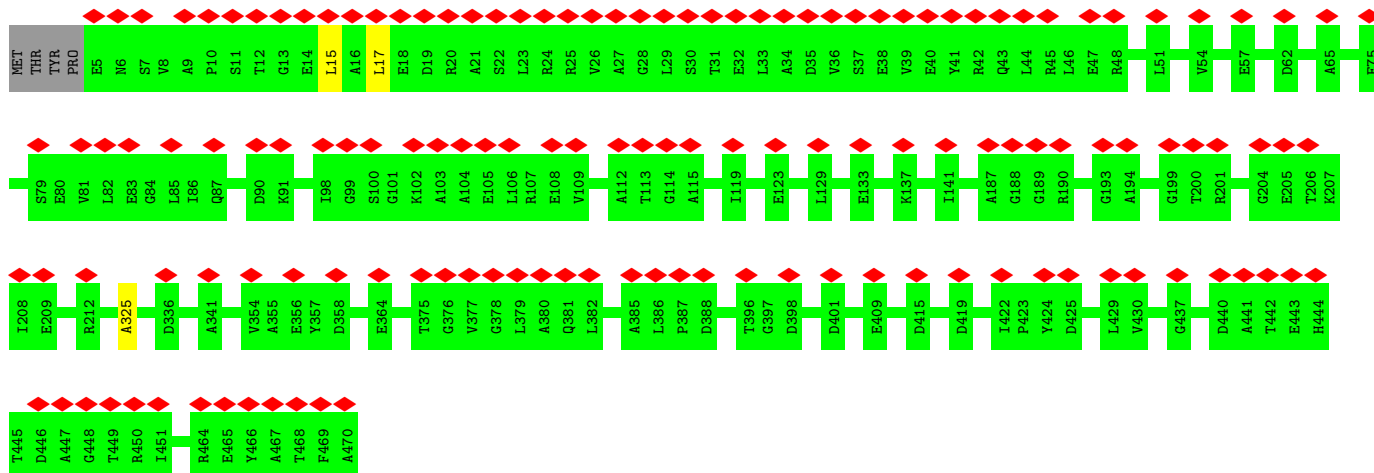 MET THR TYR PRO E5 N6 S7 V8 A9 P10 S11 T12 G13 E14 L15 A16 L17 E18 D19 R20 A21 S22 L23 R24 R25 V26 A27 G28 L29 S30 T31 E32 L33 A34 D35 V36 S37 E38 V39 E40 Y41 R42 Q43 L44 R45 L46 E47 R48 L51 V54 E57 D62 A65 E75
S79 E80 V81 L82 E83 G84 L85 I86 Q87 D90 K91 I98 G99 S100 G101 K102 A103 A104 E105 L106 R107 E108 V109 A112 T113 G114 A115 I119 E123 L129 E133 K137 I141 A187 G188 G189 R190 G193 A194 G199 T200 R201 G204 E205 T206 K207
I208 E209 R212 A325 D336 A341 V354 A355 E356 Y357 D358 E364 T375 G376 V377 G378 L379 A380 Q381 L382 A385 L386 P387 D388 T396 G397 D398 D401 E409 D415 D419 I422 P423 Y424 D425 L429 V430 G437 D440 A441 T442 E443 H444
T445 D446 A447 G448 T449 R450 I451 R464 E465 Y466 A467 T468 F469 A470